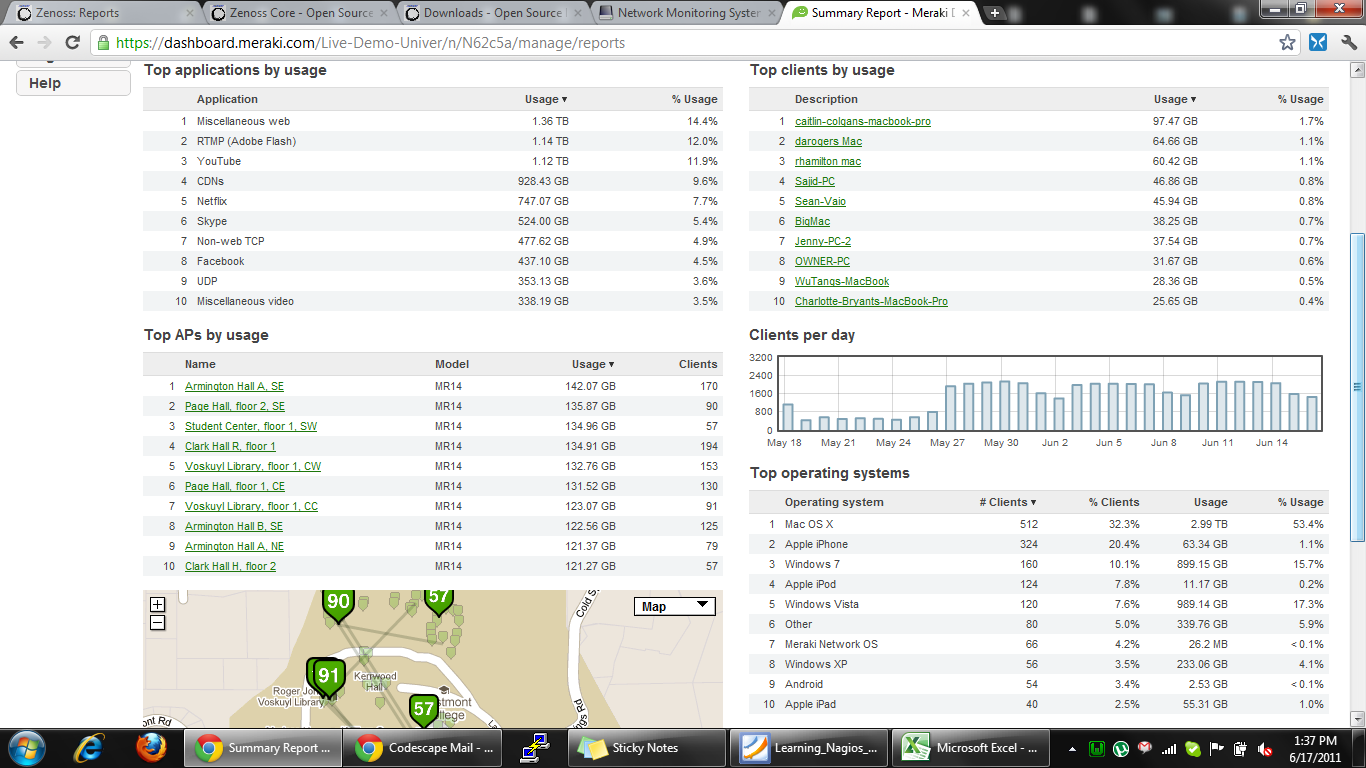 Zenoss: Reports
Zenoss Core - Open Source
Downloads - Open Source
Network Monitoring System
Summary Report - Meraki D
https://dashboard.meraki.com/Live-Demo-Univer/n/N62c5a/manage/reports
Help
Top applications by usage
Application Usage ▼ % Usage
1 Miscellaneous web 1.36 TB 14.4%
2 RTMP (Adobe Flash) 1.14 TB 12.0%
3 YouTube 1.12 TB 11.9%
4 CDNs 928.43 GB 9.6%
5 Netflix 747.07 GB 7.7%
6 Skype 524.00 GB 5.4%
7 Non-web TCP 477.62 GB 4.9%
8 Facebook 437.10 GB 4.5%
9 UDP 353.13 GB 3.6%
10 Miscellaneous video 338.19 GB 3.5%
Top clients by usage
Description Usage ▼ % Usage
1 caitlin-colgans-macbook-pro 97.47 GB 1.7%
2 darogers Mac 64.66 GB 1.1%
3 rhamilton mac 60.42 GB 1.1%
4 Sajid-PC 46.86 GB 0.8%
5 Sean-Vaio 45.94 GB 0.8%
6 BigMac 38.25 GB 0.7%
7 Jenny-PC-2 37.54 GB 0.7%
8 OWNER-PC 31.67 GB 0.6%
9 WuTangs-MacBook 28.36 GB 0.5%
10 Charlotte-Bryants-MacBook-Pro 25.65 GB 0.4%
Top APs by usage
Name Model Usage ▼ Clients
1 Armington Hall A, SE MR14 142.07 GB 170
2 Page Hall, floor 2, SE MR14 135.87 GB 90
3 Student Center, floor 1, SW MR14 134.96 GB 57
4 Clark Hall R, floor 1 MR14 134.91 GB 194
5 Voskuyl Library, floor 1, CW MR14 132.76 GB 153
6 Page Hall, floor 1, CE MR14 131.52 GB 130
7 Voskuyl Library, floor 1, CC MR14 123.07 GB 91
8 Armington Hall B, SE MR14 122.56 GB 125
9 Armington Hall A, NE MR14 121.37 GB 79
10 Clark Hall H, floor 2 MR14 121.27 GB 57
Clients per day
3200
2400
1600
800
0
May 18 May 21 May 24 May 27 May 30 Jun 2 Jun 5 Jun 8 Jun 11 Jun 14
Top operating systems
Operating system # Clients ▼ % Clients Usage % Usage
1 Mac OS X 512 32.3% 2.99 TB 53.4%
2 Apple iPhone 324 20.4% 63.34 GB 1.1%
3 Windows 7 160 10.1% 899.15 GB 15.7%
4 Apple iPod 124 7.8% 11.17 GB 0.2%
5 Windows Vista 120 7.6% 989.14 GB 17.3%
6 Other 80 5.0% 339.76 GB 5.9%
7 Meraki Network OS 66 4.2% 26.2 MB < 0.1%
8 Windows XP 56 3.5% 233.06 GB 4.1%
9 Android 54 3.4% 2.53 GB < 0.1%
10 Apple iPad 40 2.5% 55.31 GB 1.0%
Map
90
57
Cold S
91
Kenwood
Hall
Roger Jo
Voskuyl Library
57
stmont
llege
ont Rd
ngs Rd
La
Summary Report ...
Codescape Mail - ...
Sticky Notes
Learning_Nagios_...
Microsoft Excel - ...
1:37 PM
6/17/2011